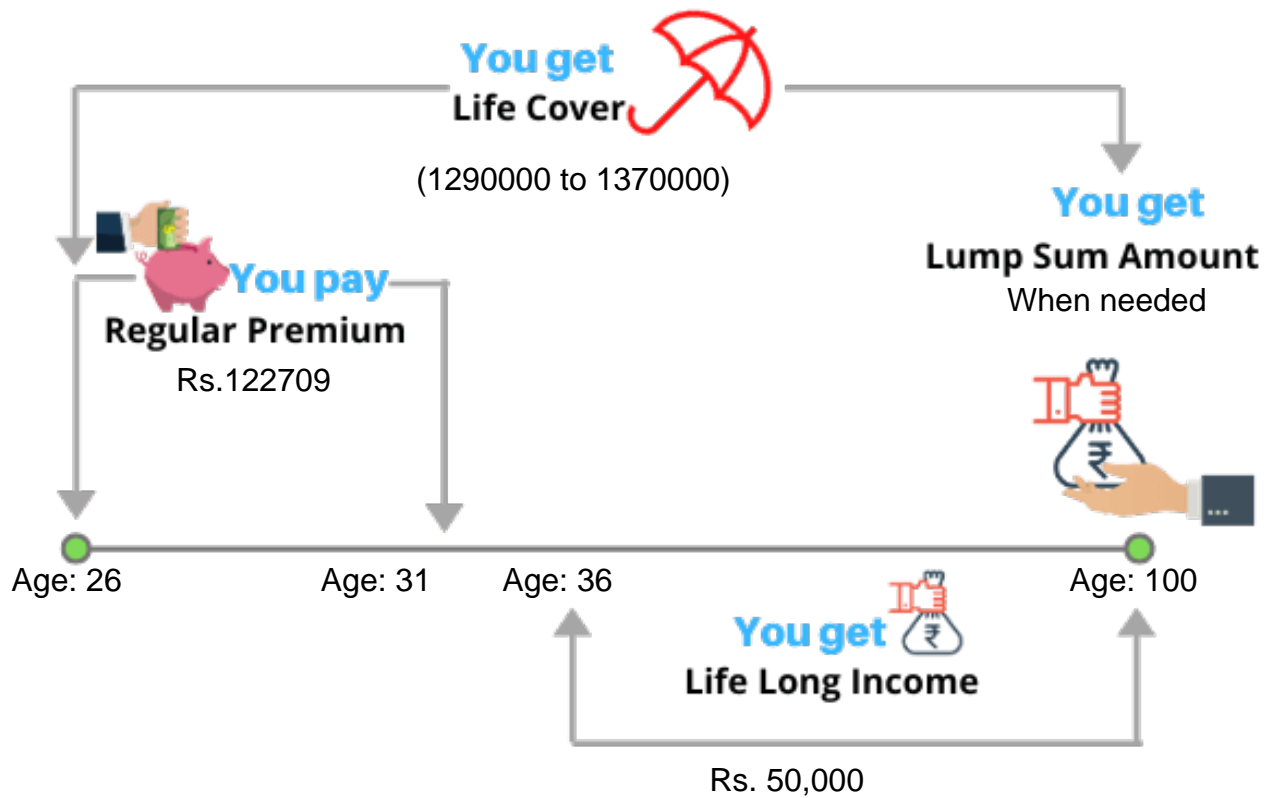 You get
Life Cover
(1290000 to 1370000)
You get
Lump Sum Amount
When needed
You pay
Regular Premium
Rs.122709
₹
Age: 26
Age: 31
Age: 36
Age: 100
You get
₹
Life Long Income
Rs. 50,000